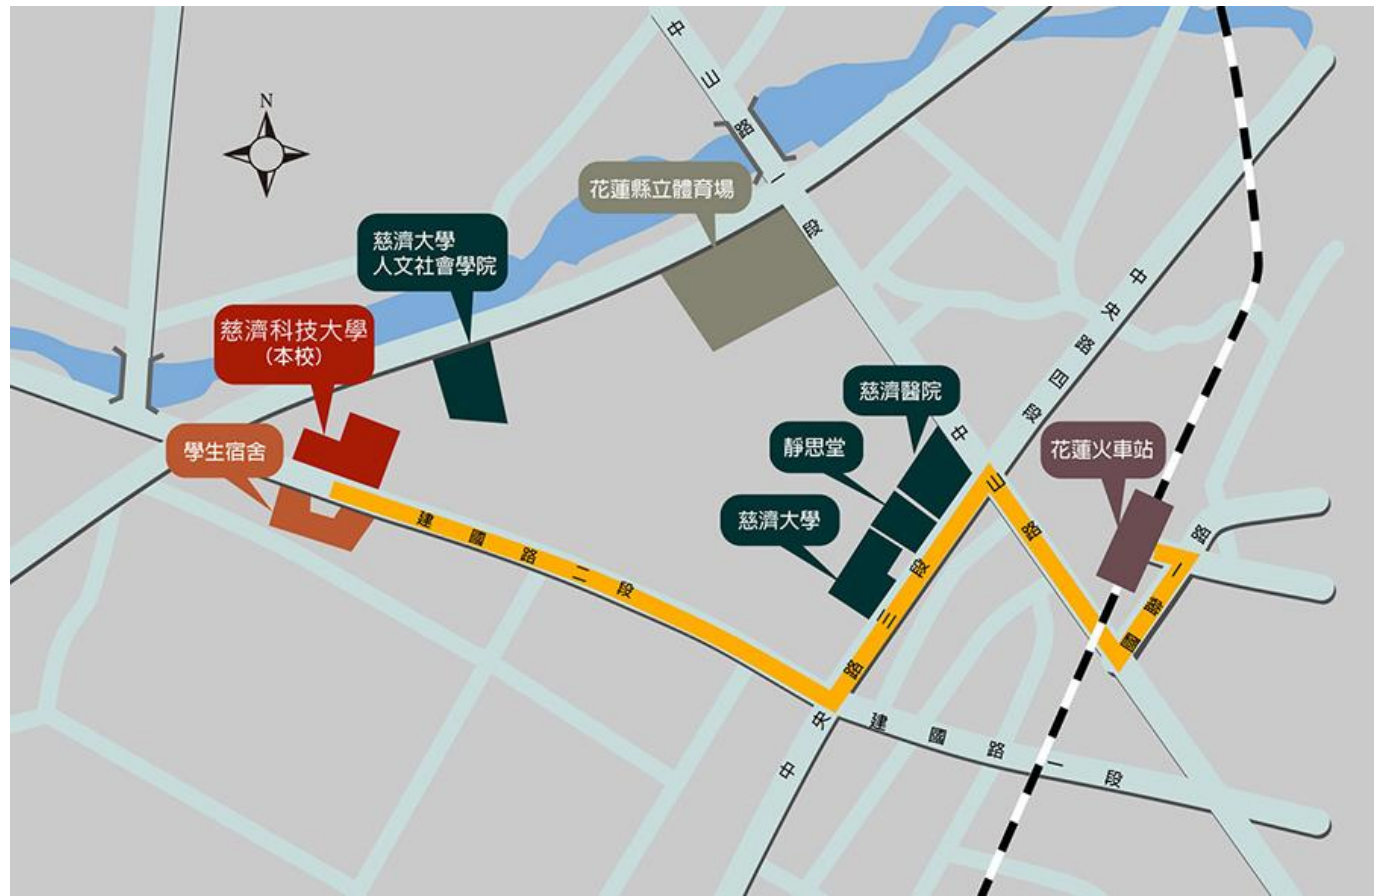 N
中山路一段
花蓮縣立體育場
慈濟大學
人文社會學院
慈濟科技大學
(本校)
學生宿舍
中央路四段
慈濟醫院
靜思堂
慈濟大學
花蓮火車站
中山路
國聯一路
建國路二段
中央路三段
建國路一段